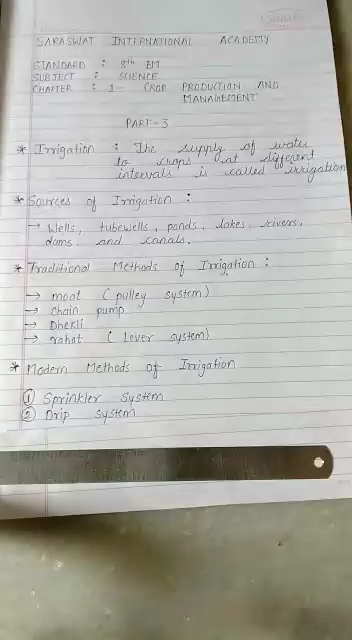 SARASWAT INTERNATIONAL ACADEMY
STANDARD : 8th EM
SUBJECT : SCIENCE
CHAPTER : 1- CROP PRODUCTION AND
MANAGEMENT
PART-3
* Irrigation : The supply of water
to crops at different
intervals is called irrigation
* Sources of Irrigation :
→ Wells, tubewells, ponds, lakes, rivers,
dams and canals.
* Traditional Methods of Irrigation :
→ moat (pulley system)
→ chain pump
→ Dhekli
→ rahat (Lever system)
* Modern Methods of Irrigation
① Sprinkler system
② Drip system